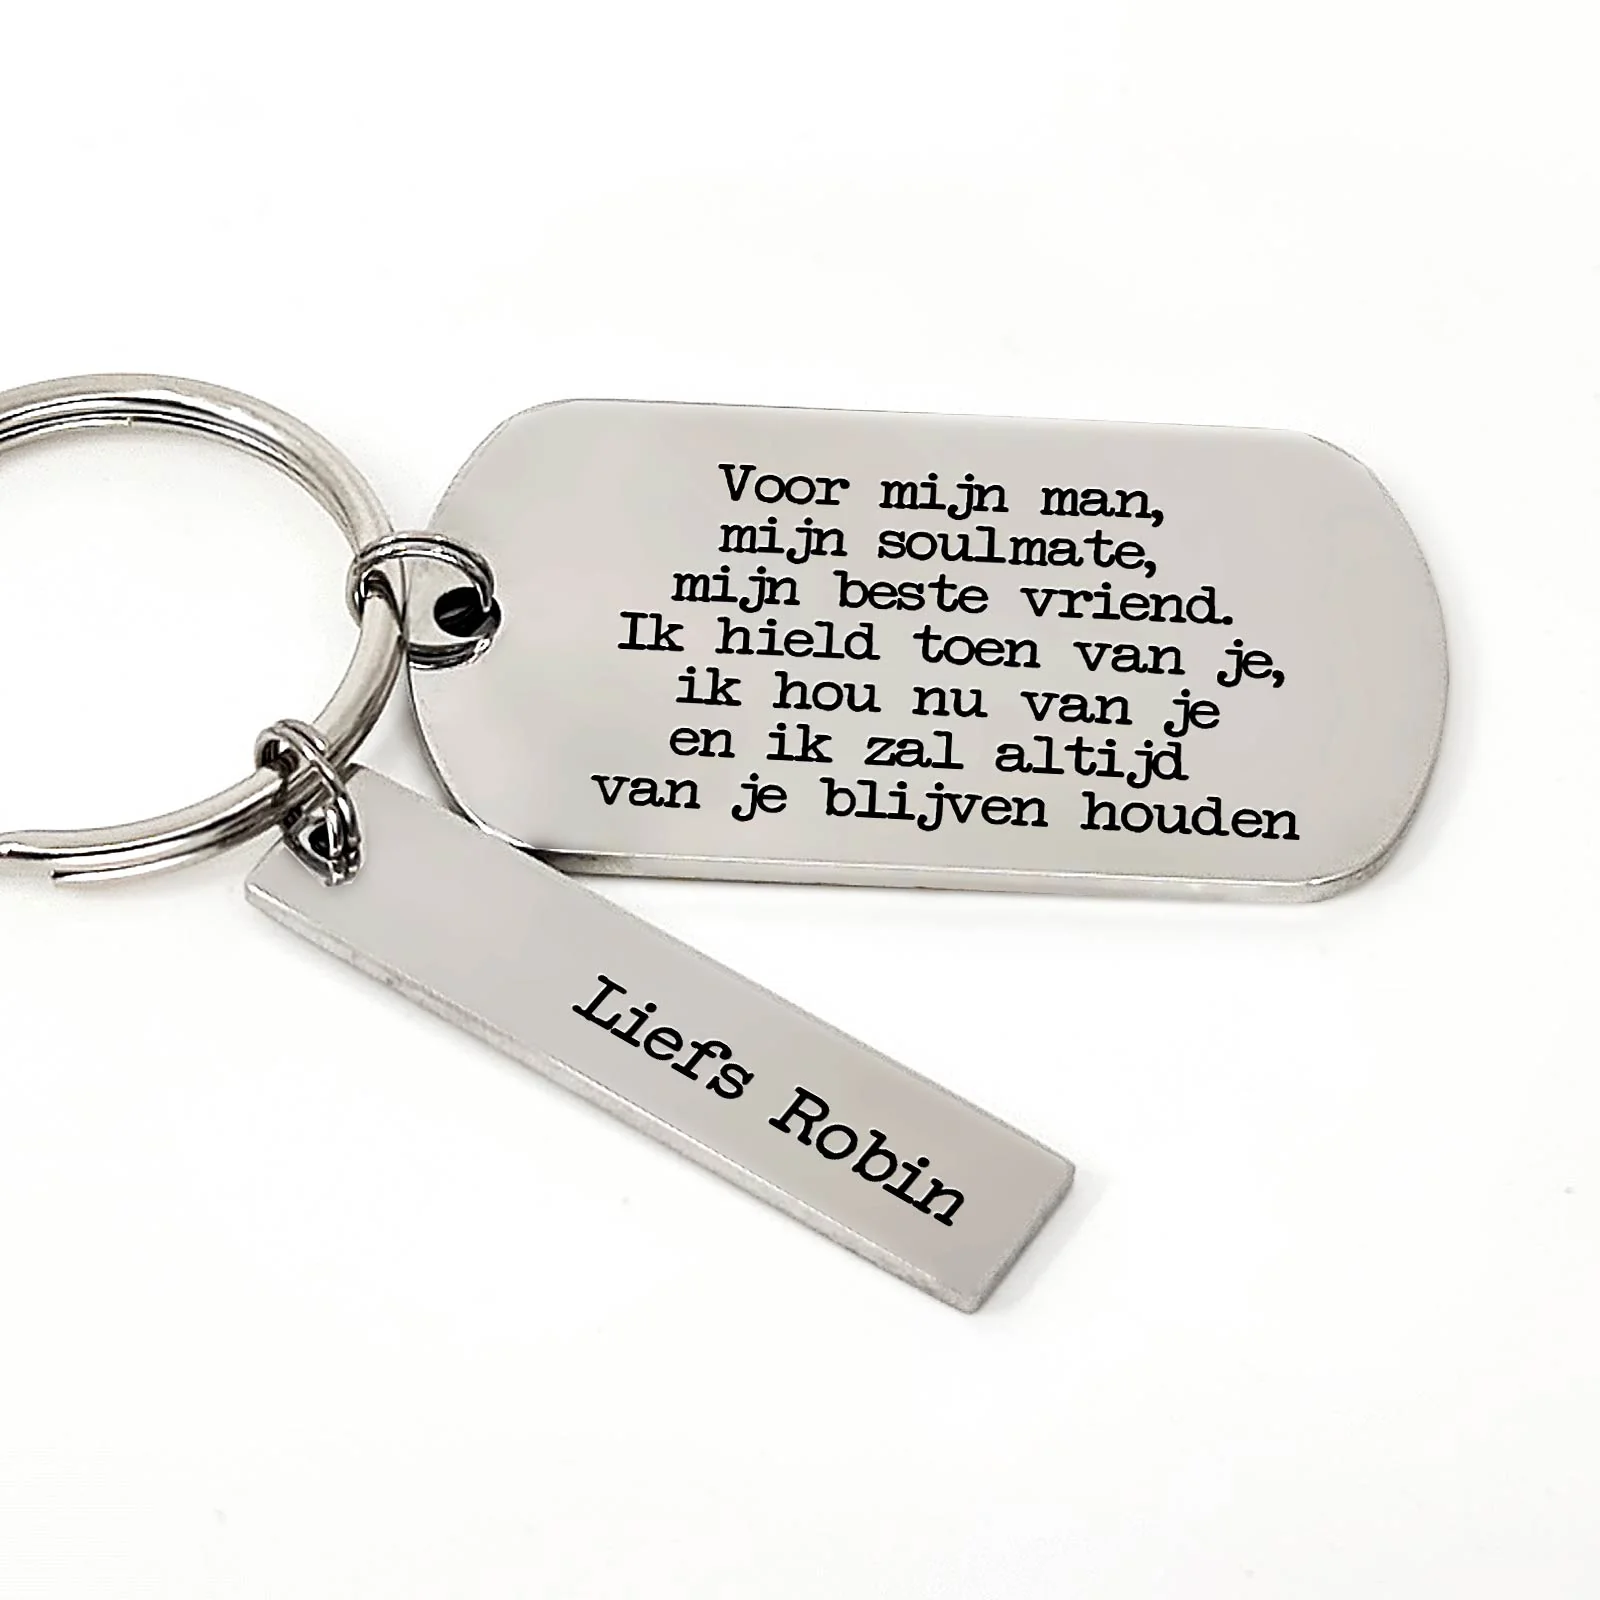 Voor mijn man,
mijn soulmate,
mijn beste vriend.
Ik hield toen van je,
ik hou nu van je
en ik zal altijd
van je blijven houden
Liefs Robin